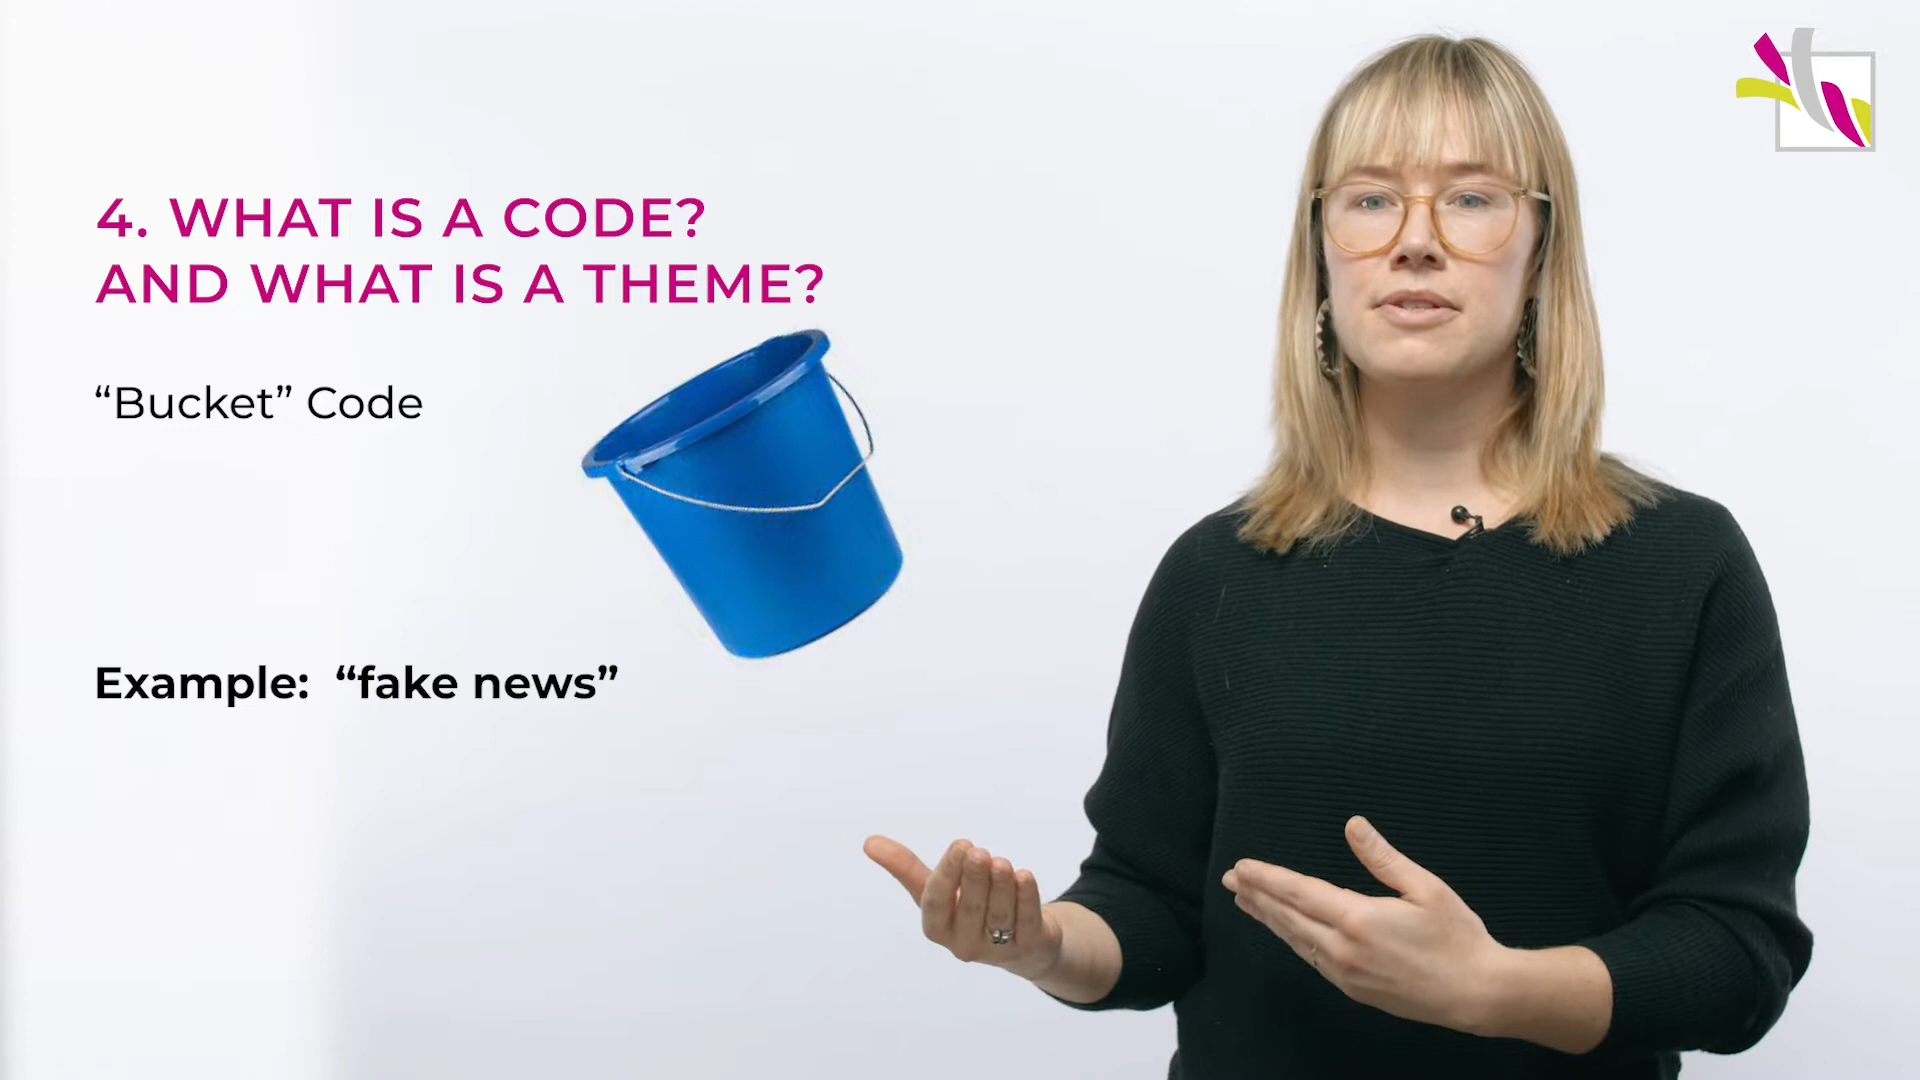 4. WHAT IS A CODE?
AND WHAT IS A THEME?
“Bucket” Code
Example: “fake news”